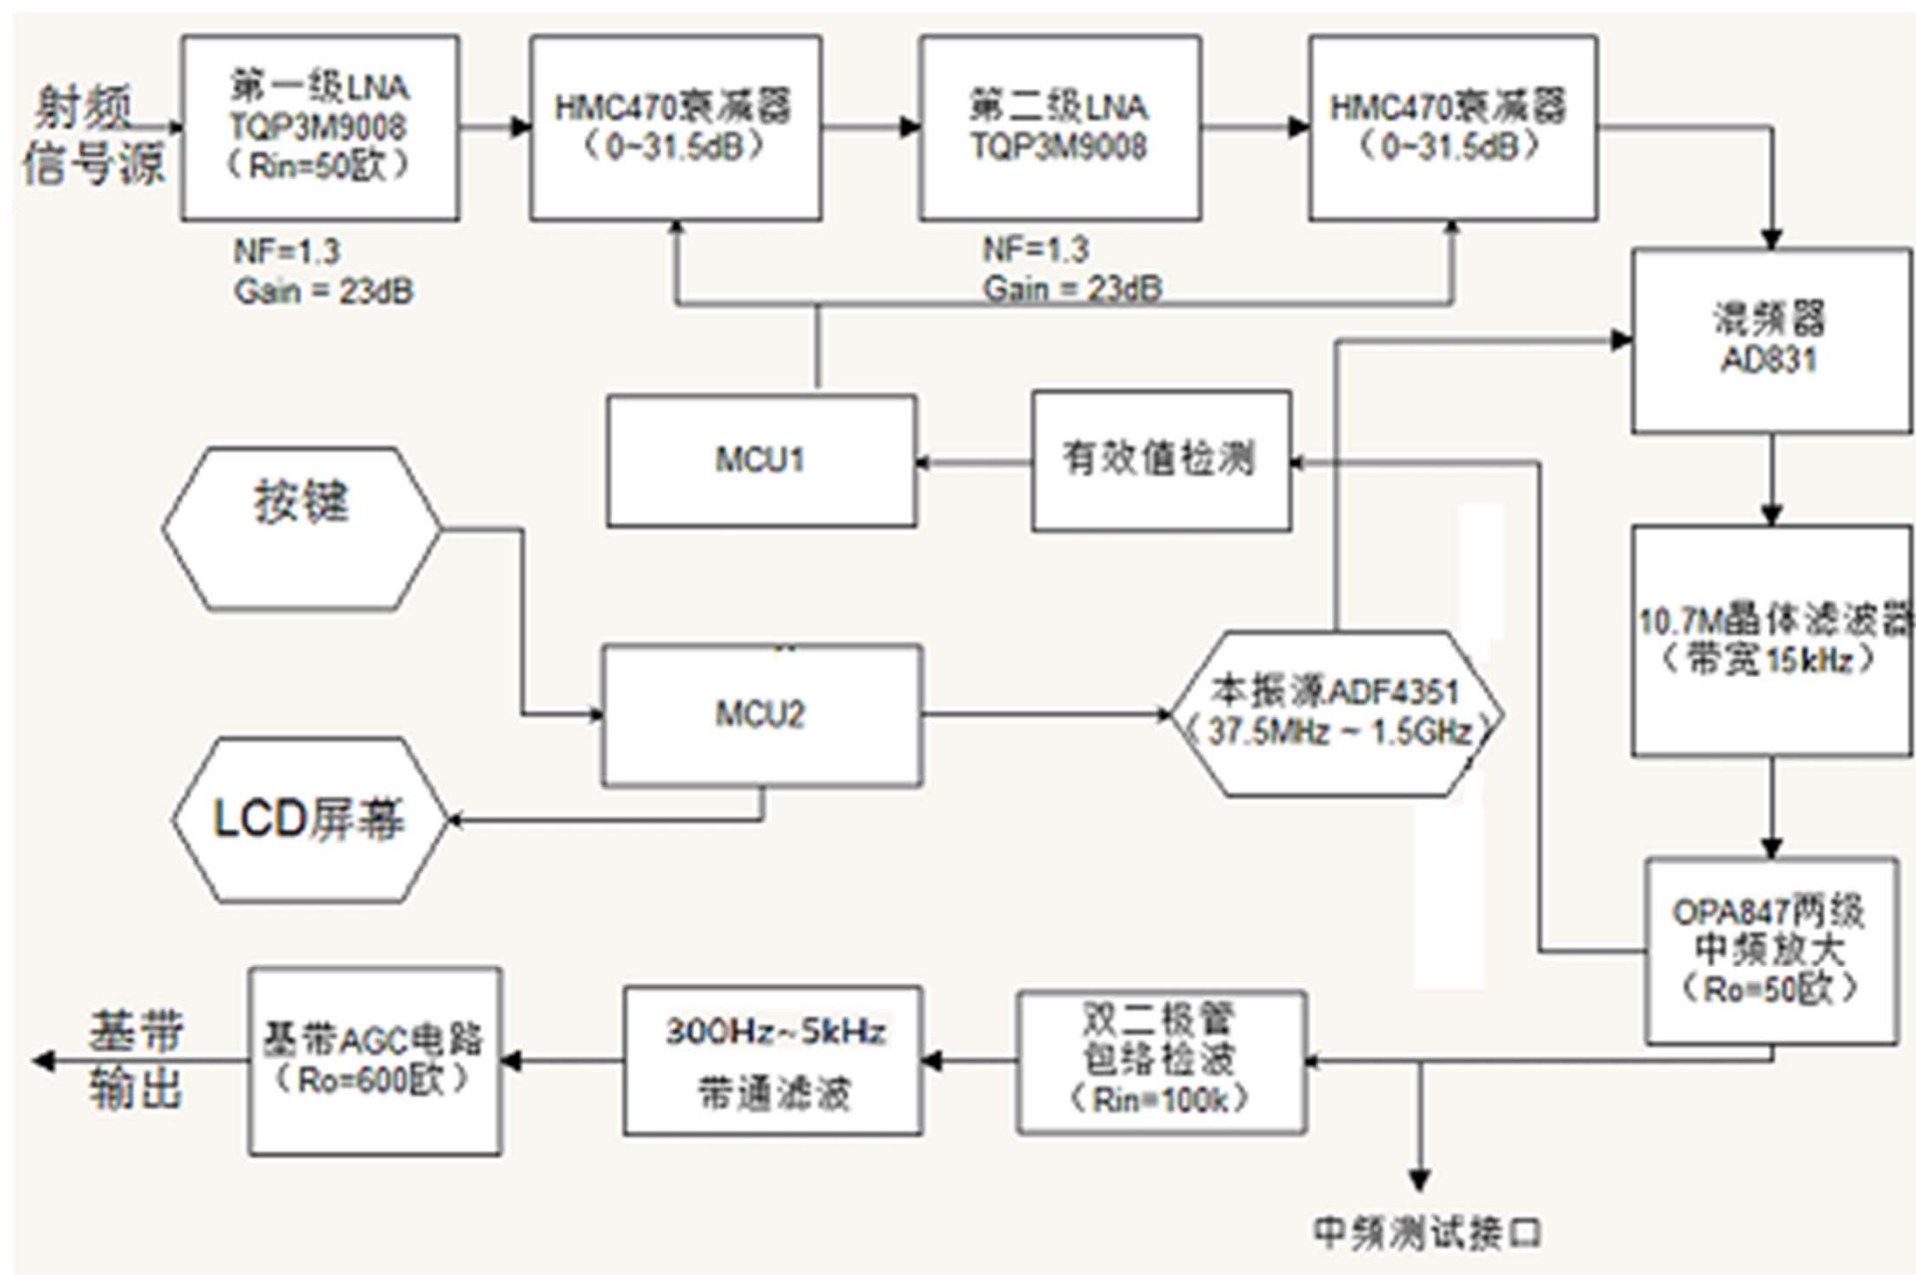 射频
信号源
第一级LNA
TQP3M9008
（Rin=50欧）
NF=1.3
Gain = 23dB
HMC470衰减器
（0~31.5dB）
第二级LNA
TQP3M9008
NF=1.3
Gain = 23dB
HMC470衰减器
（0~31.5dB）
混频器
AD831
MCU1
有效值检测
按键
10.7M晶体滤波器
（带宽15kHz）
MCU2
本振源ADF4351
（37.5MHz ~ 1.5GHz）
LCD屏幕
OPA847两级
中频放大
（Ro=50欧）
基带
输出
基带AGC电路
（Ro=600欧）
300Hz~5kHz
带通滤波
双二极管
包络检波
（Rin=100k）
中频测试接口